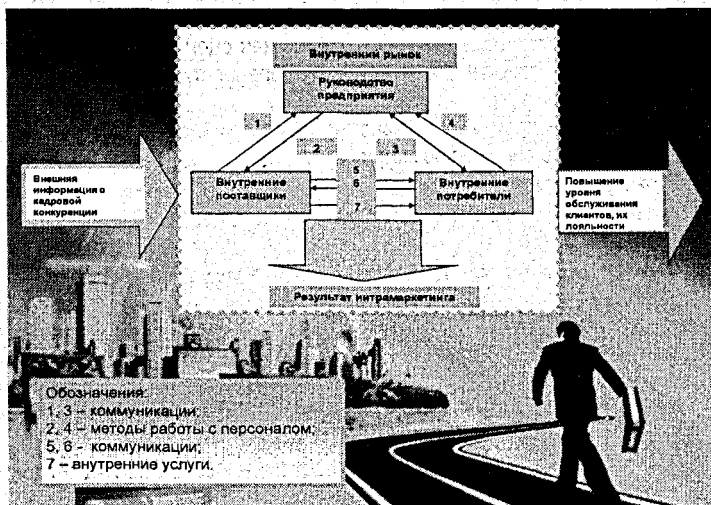 Внутренний рынок
Руководство
предприятия
1
2
3
4
Внешняя
информация о
кадровой
конкуренции
Внутренние
поставщики
5
6
7
Внутренние
потребители
Повышение
уровня
обслуживания
клиентов, их
лояльности
Результат интрамаркетинга
Обозначения:
1, 3 – коммуникации;
2, 4 – методы работы с персоналом;
5, 6 - коммуникации;
7 – внутренние услуги.